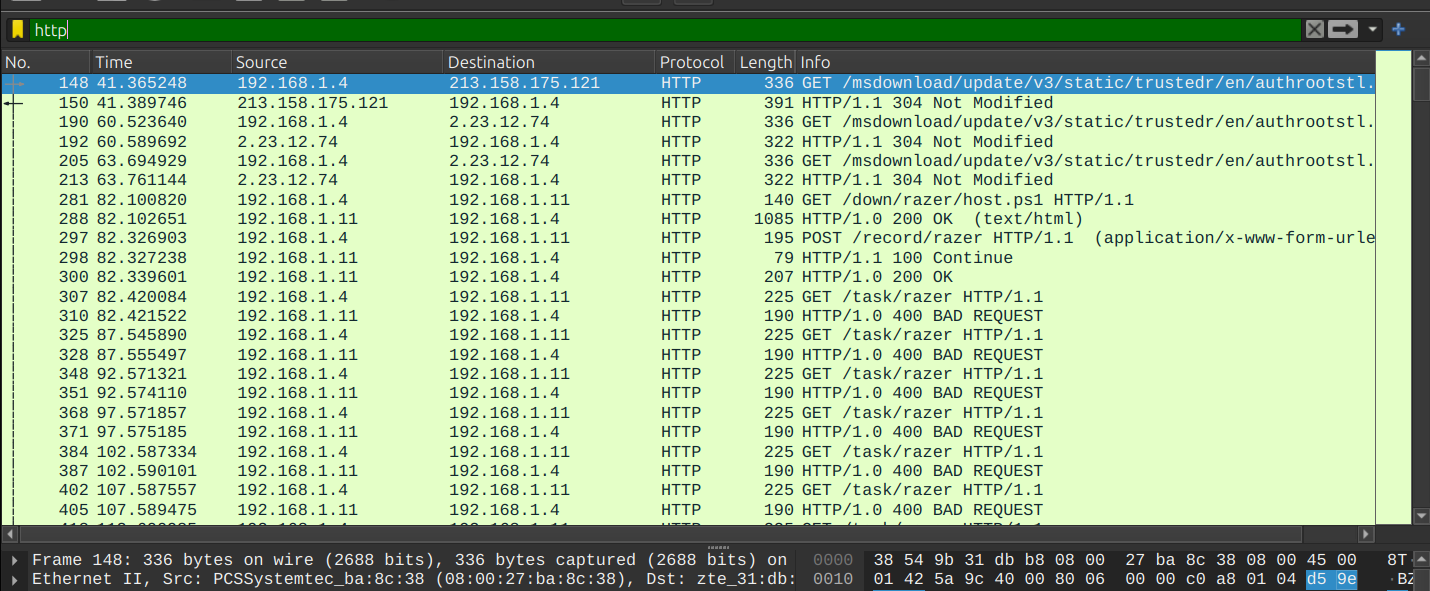 http
No. Time Source Destination Protocol Length Info
148 41.365248 192.168.1.4 213.158.175.121 HTTP 336 GET /msdownload/update/v3/static/trustedr/en/authrootstl.
150 41.389746 213.158.175.121 192.168.1.4 HTTP 391 HTTP/1.1 304 Not Modified
190 60.523640 192.168.1.4 2.23.12.74 HTTP 336 GET /msdownload/update/v3/static/trustedr/en/authrootstl.
192 60.589692 2.23.12.74 192.168.1.4 HTTP 322 HTTP/1.1 304 Not Modified
205 63.694929 192.168.1.4 2.23.12.74 HTTP 336 GET /msdownload/update/v3/static/trustedr/en/authrootstl.
213 63.761144 2.23.12.74 192.168.1.4 HTTP 322 HTTP/1.1 304 Not Modified
281 82.100820 192.168.1.4 192.168.1.11 HTTP 140 GET /down/razer/host.ps1 HTTP/1.1
288 82.102651 192.168.1.11 192.168.1.4 HTTP 1085 HTTP/1.0 200 OK (text/html)
297 82.326903 192.168.1.4 192.168.1.11 HTTP 195 POST /record/razer HTTP/1.1 (application/x-www-form-urle
298 82.327238 192.168.1.11 192.168.1.4 HTTP 79 HTTP/1.1 100 Continue
300 82.339601 192.168.1.11 192.168.1.4 HTTP 207 HTTP/1.0 200 OK
307 82.420084 192.168.1.4 192.168.1.11 HTTP 225 GET /task/razer HTTP/1.1
310 82.421522 192.168.1.11 192.168.1.4 HTTP 190 HTTP/1.0 400 BAD REQUEST
325 87.545890 192.168.1.4 192.168.1.11 HTTP 225 GET /task/razer HTTP/1.1
328 87.555497 192.168.1.11 192.168.1.4 HTTP 190 HTTP/1.0 400 BAD REQUEST
348 92.571321 192.168.1.4 192.168.1.11 HTTP 225 GET /task/razer HTTP/1.1
351 92.574110 192.168.1.11 192.168.1.4 HTTP 190 HTTP/1.0 400 BAD REQUEST
368 97.571857 192.168.1.4 192.168.1.11 HTTP 225 GET /task/razer HTTP/1.1
371 97.575185 192.168.1.11 192.168.1.4 HTTP 190 HTTP/1.0 400 BAD REQUEST
384 102.587334 192.168.1.4 192.168.1.11 HTTP 225 GET /task/razer HTTP/1.1
387 102.590101 192.168.1.11 192.168.1.4 HTTP 190 HTTP/1.0 400 BAD REQUEST
402 107.587557 192.168.1.4 192.168.1.11 HTTP 225 GET /task/razer HTTP/1.1
405 107.589475 192.168.1.11 192.168.1.4 HTTP 190 HTTP/1.0 400 BAD REQUEST
Frame 148: 336 bytes on wire (2688 bits), 336 bytes captured (2688 bits) on 0000 38 54 9b 31 db b8 08 00 27 ba 8c 38 08 00 45 00 8T·
Ethernet II, Src: PCSSystemtec_ba:8c:38 (08:00:27:ba:8c:38), Dst: zte_31:db: 0010 01 42 5a 9c 40 00 80 06 00 00 c0 a8 01 04 d5 9e ·BZ